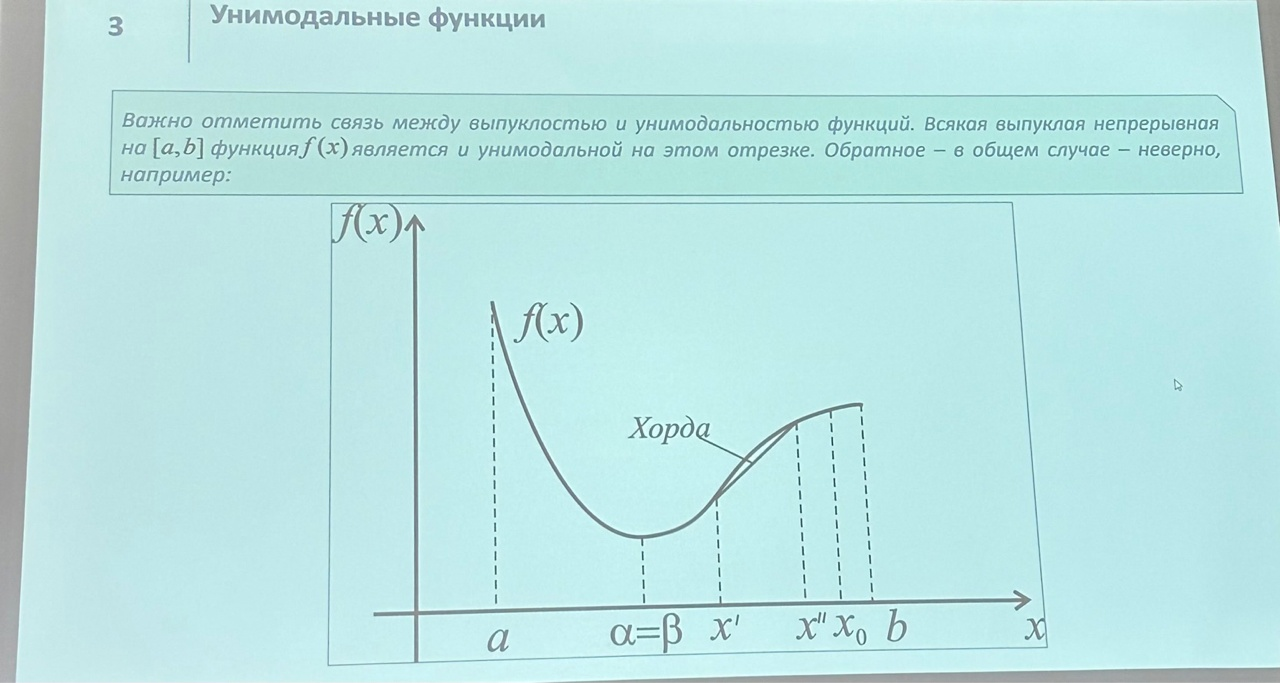 3
Унимодальные функции
Важно отметить связь между выпуклостью и унимодальностью функций. Всякая выпуклая непрерывная
на [a,b] функция f(x) является и унимодальной на этом отрезке. Обратное – в общем случае – неверно,
например:
f(x)
f(x)
Хорда
a
α=β
x′
x″
x₀
b
x